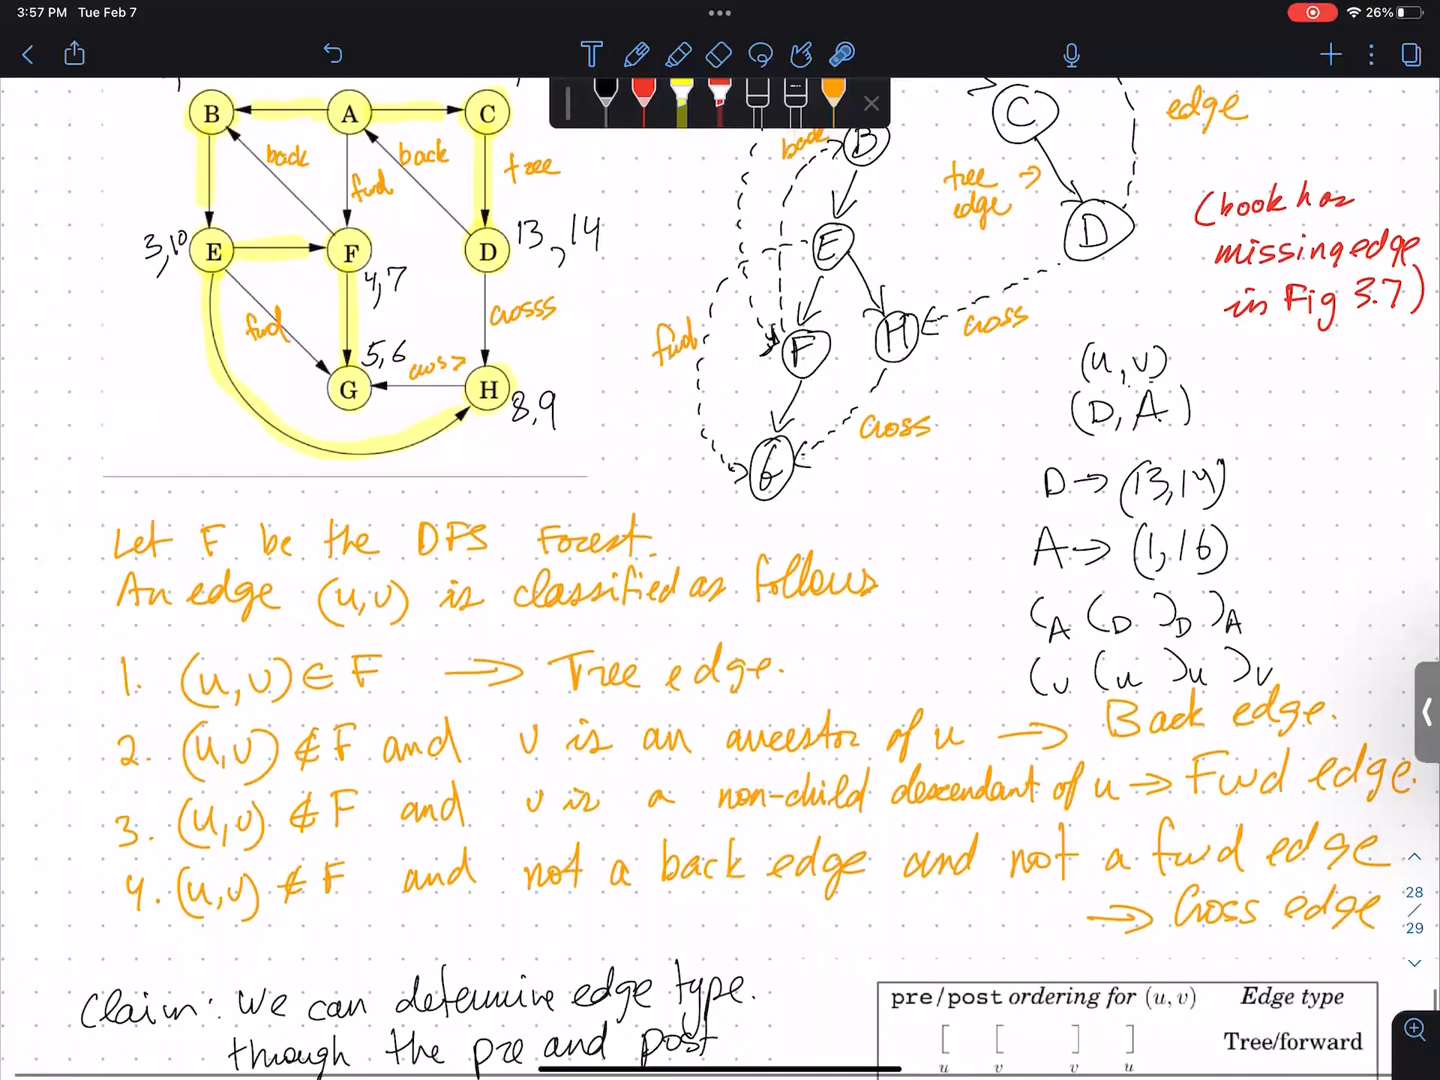 3:57 PM Tue Feb 7
26%
B
A
C
back
back
tree
fwd
3,10
E
F
D
13,14
4,7
fwd
crosss
5,6
cross
G
H
8,9
back
B
C
edge
tree
edge
D
E
fwd
F
H
cross
G
cross
(book has
missing edge
in Fig 3.7)
(u,v)
(D,A)
D → (13,14)
A → (1,16)
(A (D )D )A
(v (u )u )v
Let F be the DFS Forest.
An edge (u,v) is classified as follows
1. (u,v) ∈ F → Tree edge.
2. (u,v) ∉ F and v is an ancestor of u → Back edge.
3. (u,v) ∉ F and v is a non-child descendant of u → Fwd edge.
4. (u,v) ∉ F and not a back edge and not a fwd edge
→ Cross edge
28
/
29
Claim: We can determine edge type.
through the pre and post
pre/post ordering for (u, v) Edge type
[ [ ] ] Tree/forward
u v v u